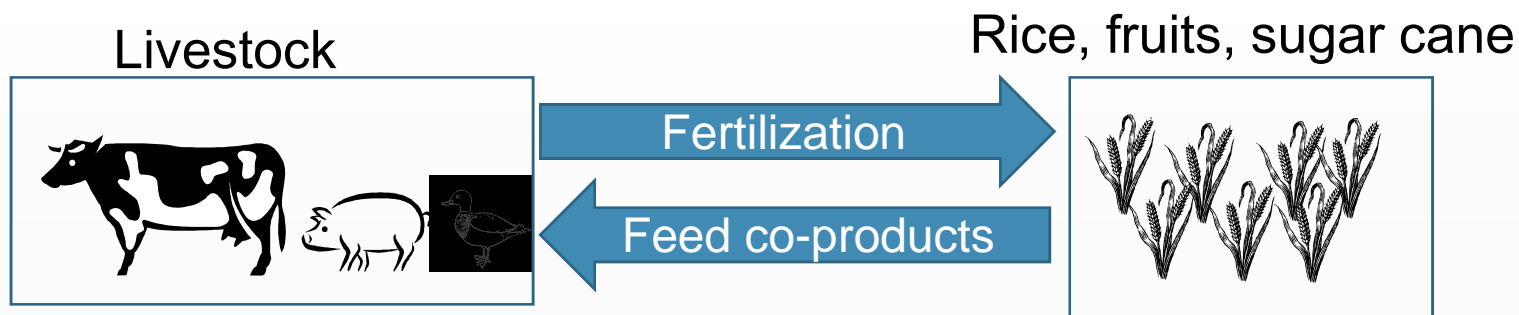 Livestock
Rice, fruits, sugar cane
Fertilization
Feed co-products